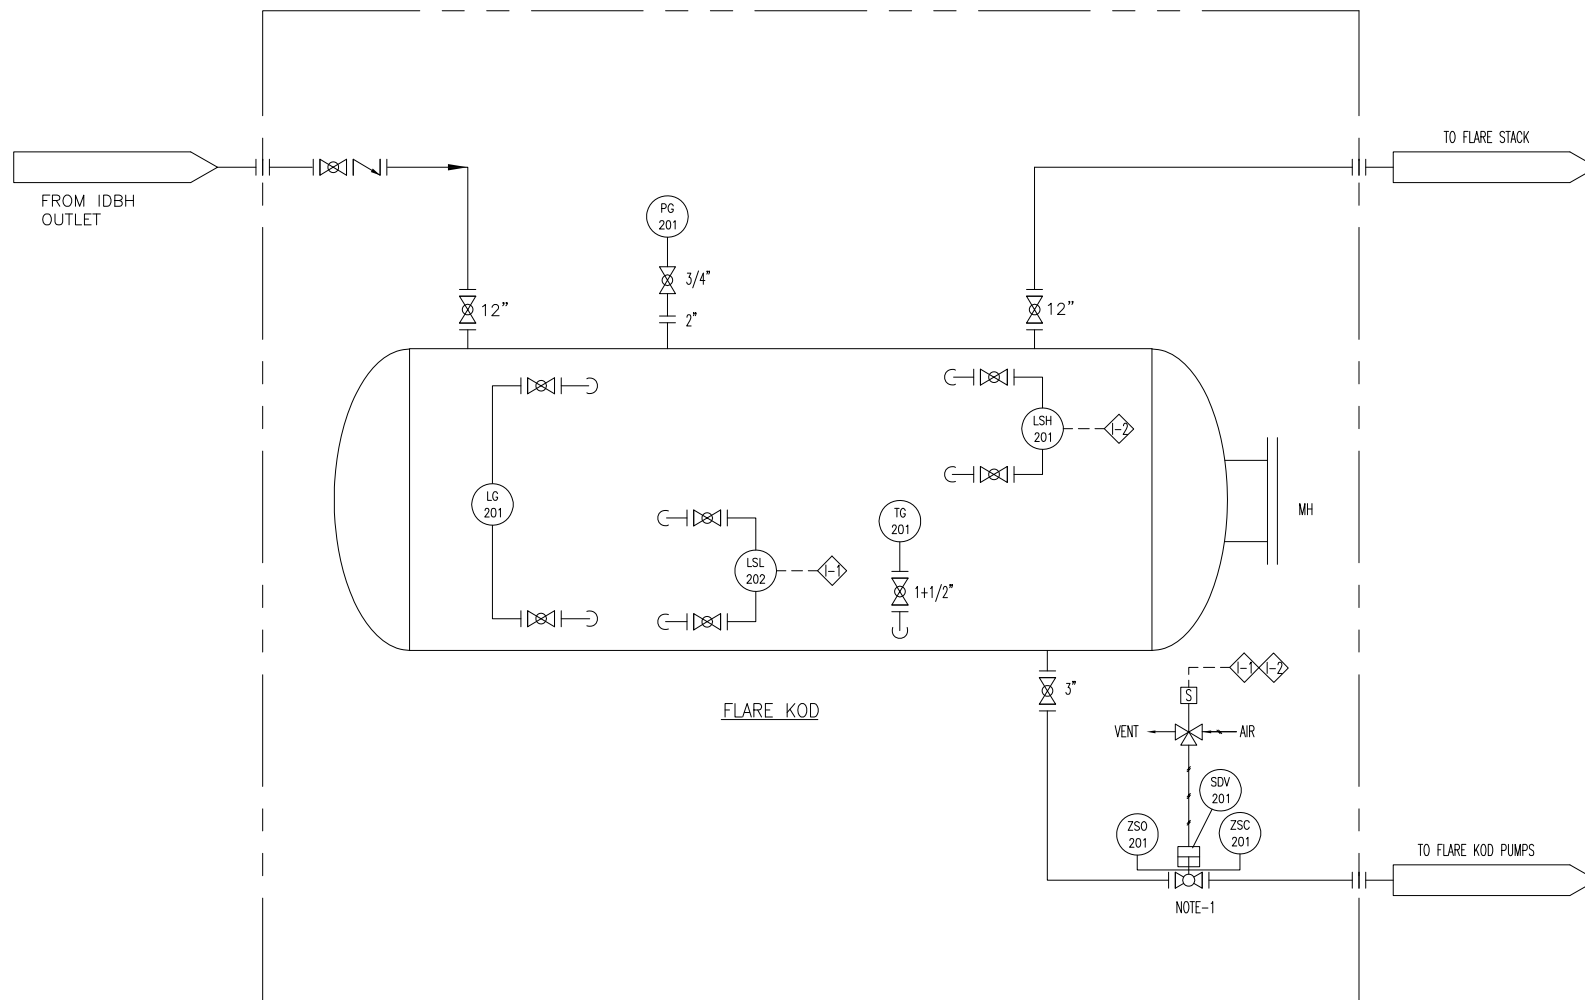 TO FLARE STACK
FROM IDBH
OUTLET
PG
201
3/4"
2"
12"
12"
LSH
201
I-2
LG
201
TG
201
MH
LSL
202
I-1
1+1/2"
I-1
I-2
3"
S
FLARE KOD
VENT
AIR
SDV
201
ZSO
201
ZSC
201
TO FLARE KOD PUMPS
NOTE-1